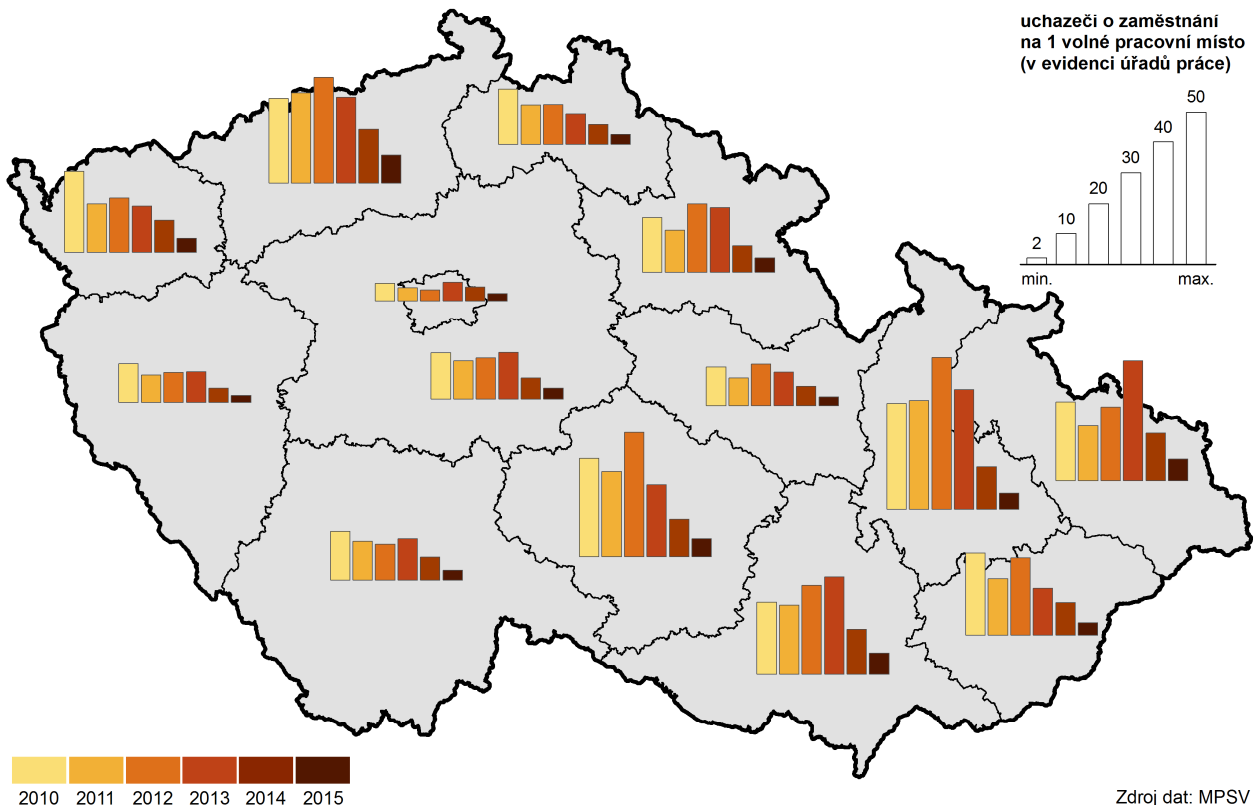 uchazeči o zaměstnání
na 1 volné pracovní místo
(v evidenci úřadů práce)
50
40
30
20
10
2
min.
max.
2010 2011 2012 2013 2014 2015
Zdroj dat: MPSV